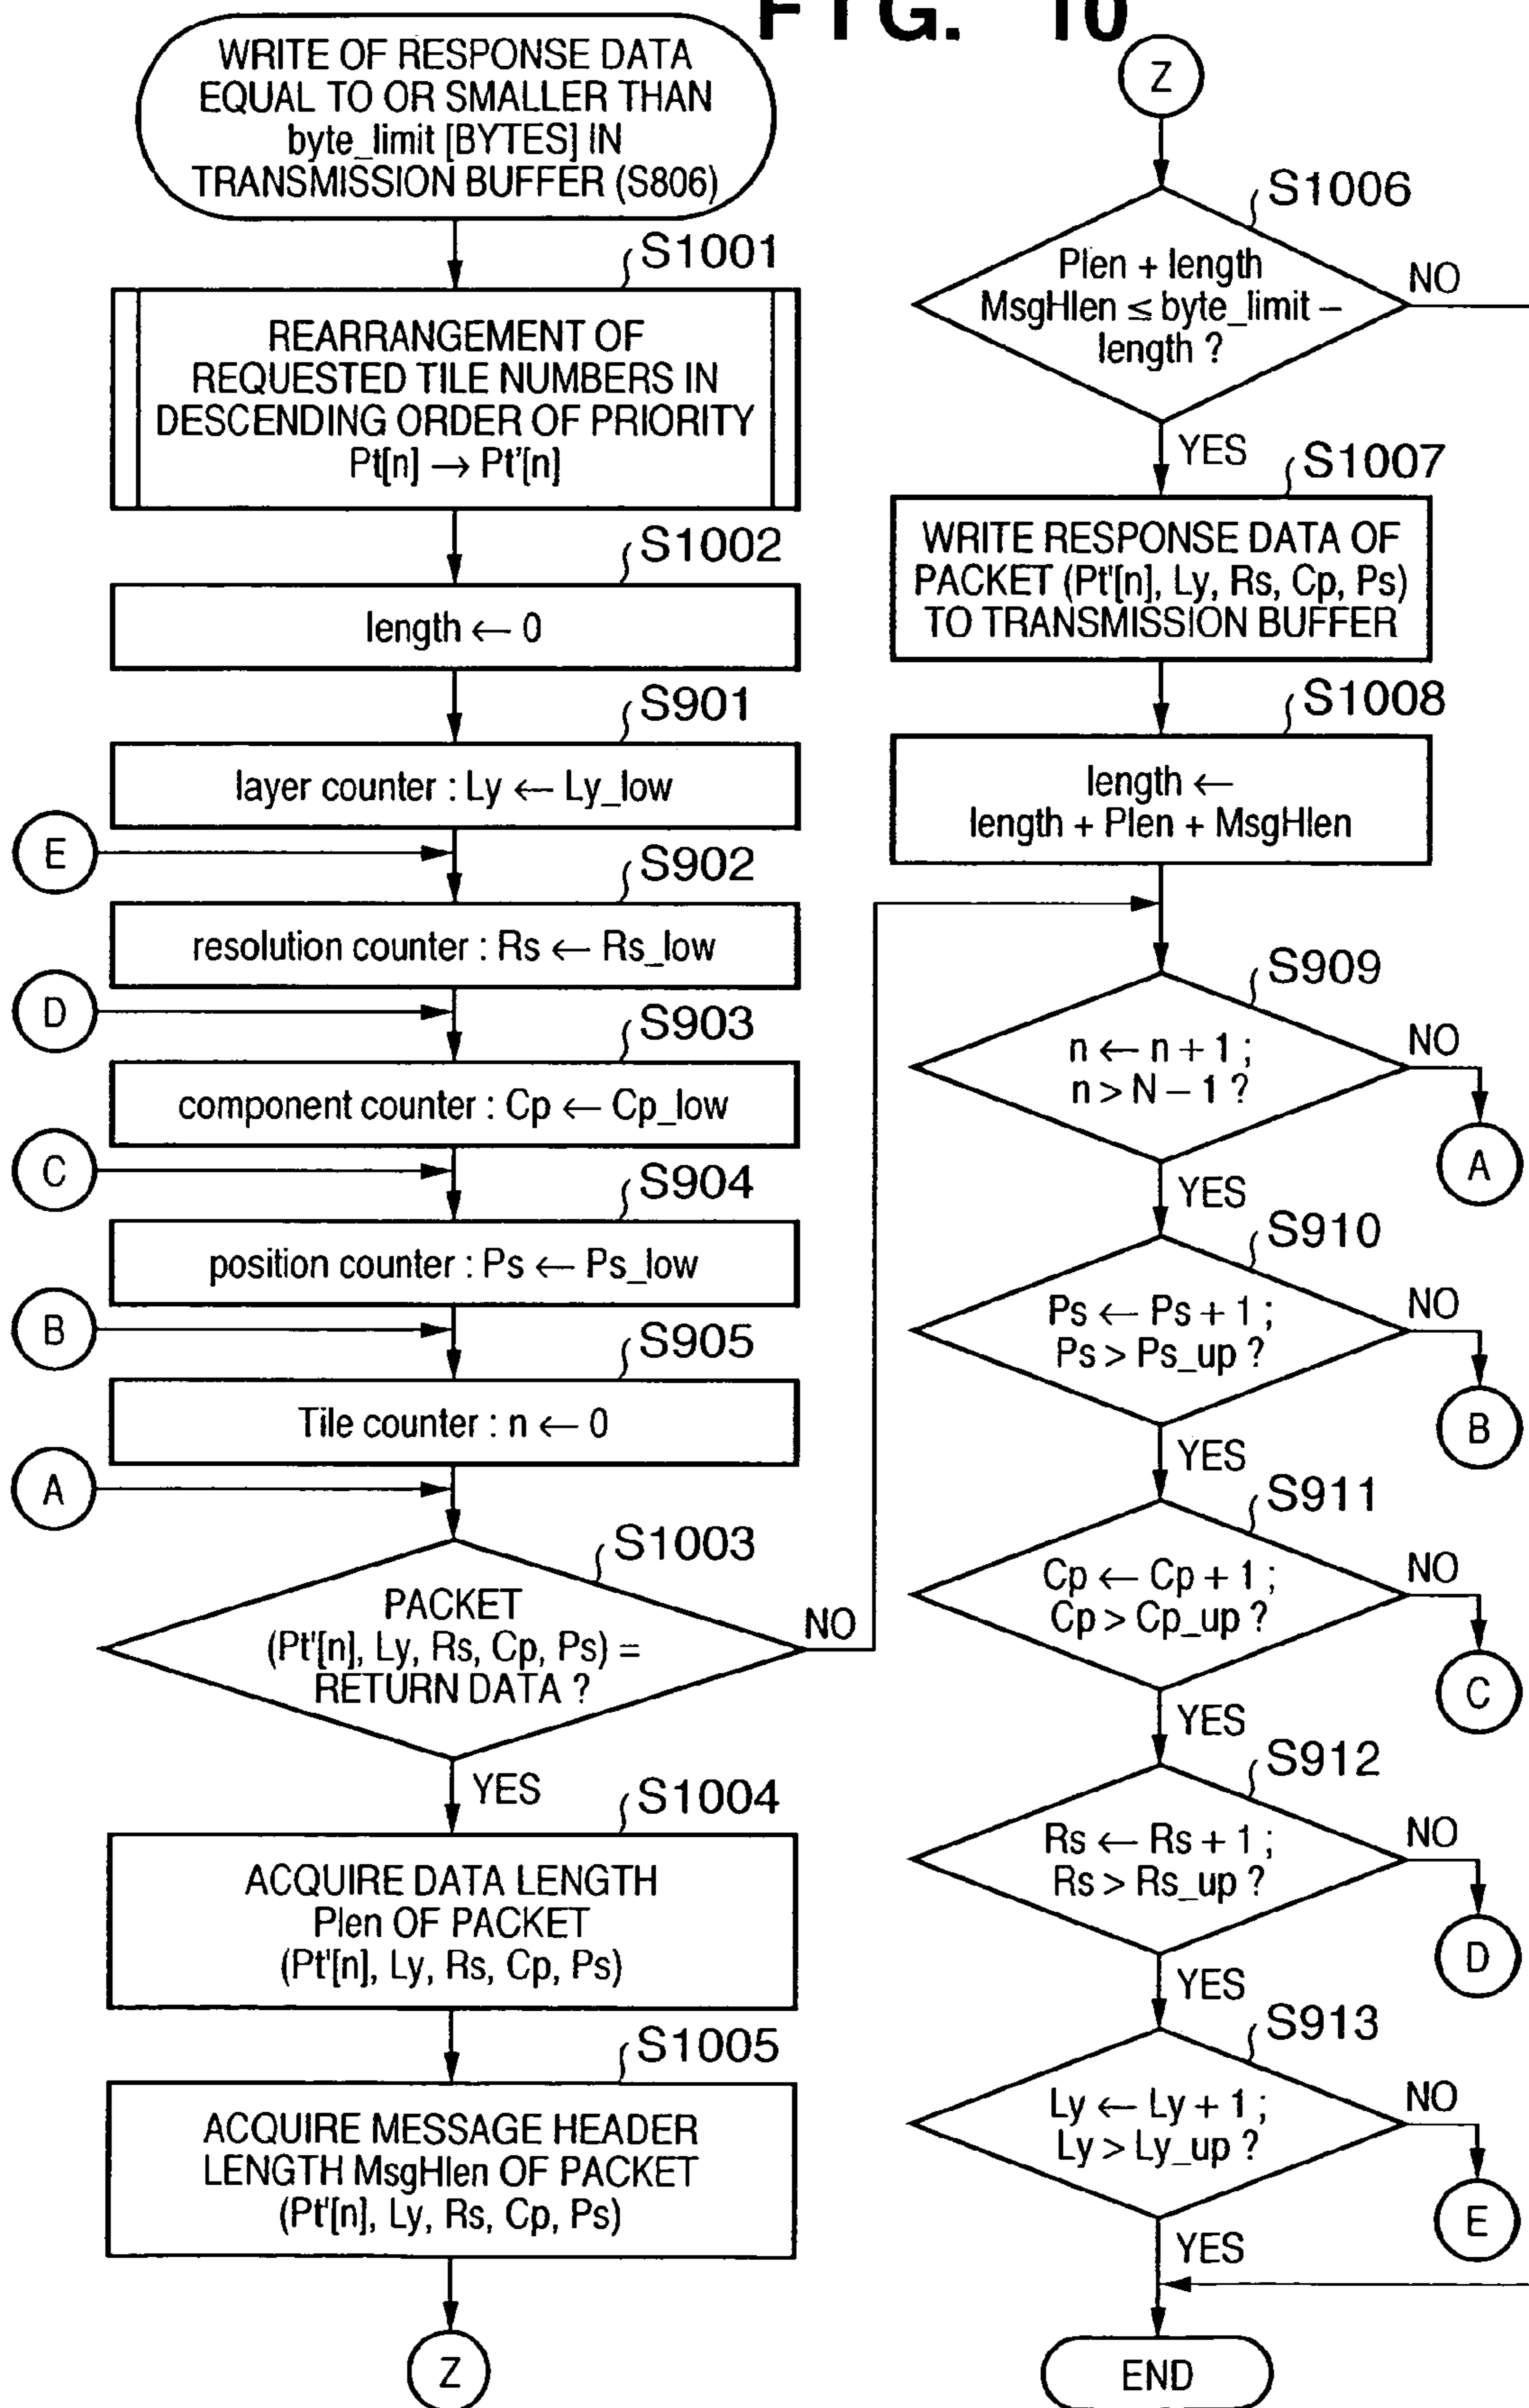 FIG. 10
WRITE OF RESPONSE DATA
EQUAL TO OR SMALLER THAN
byte_limit [BYTES] IN
TRANSMISSION BUFFER (S806)
S1001
REARRANGEMENT OF
REQUESTED TILE NUMBERS IN
DESCENDING ORDER OF PRIORITY
Pt[n] → Pt'[n]
S1002
length ← 0
S901
layer counter : Ly ← Ly_low
E
S902
resolution counter : Rs ← Rs_low
D
S903
component counter : Cp ← Cp_low
C
S904
position counter : Ps ← Ps_low
B
S905
Tile counter : n ← 0
A
S1003
PACKET
(Pt'[n], Ly, Rs, Cp, Ps) =
RETURN DATA ?
NO
YES
S1004
ACQUIRE DATA LENGTH
Plen OF PACKET
(Pt'[n], Ly, Rs, Cp, Ps)
S1005
ACQUIRE MESSAGE HEADER
LENGTH MsgHlen OF PACKET
(Pt'[n], Ly, Rs, Cp, Ps)
Z
Z
S1006
Plen + length
MsgHlen ≤ byte_limit –
length ?
NO
YES
S1007
WRITE RESPONSE DATA OF
PACKET (Pt'[n], Ly, Rs, Cp, Ps)
TO TRANSMISSION BUFFER
S1008
length ←
length + Plen + MsgHlen
S909
n ← n + 1 ;
n > N – 1 ?
NO
A
YES
S910
Ps ← Ps + 1 ;
Ps > Ps_up ?
NO
B
YES
S911
Cp ← Cp + 1 ;
Cp > Cp_up ?
NO
C
YES
S912
Rs ← Rs + 1 ;
Rs > Rs_up ?
NO
D
YES
S913
Ly ← Ly + 1 ;
Ly > Ly_up ?
NO
E
YES
END